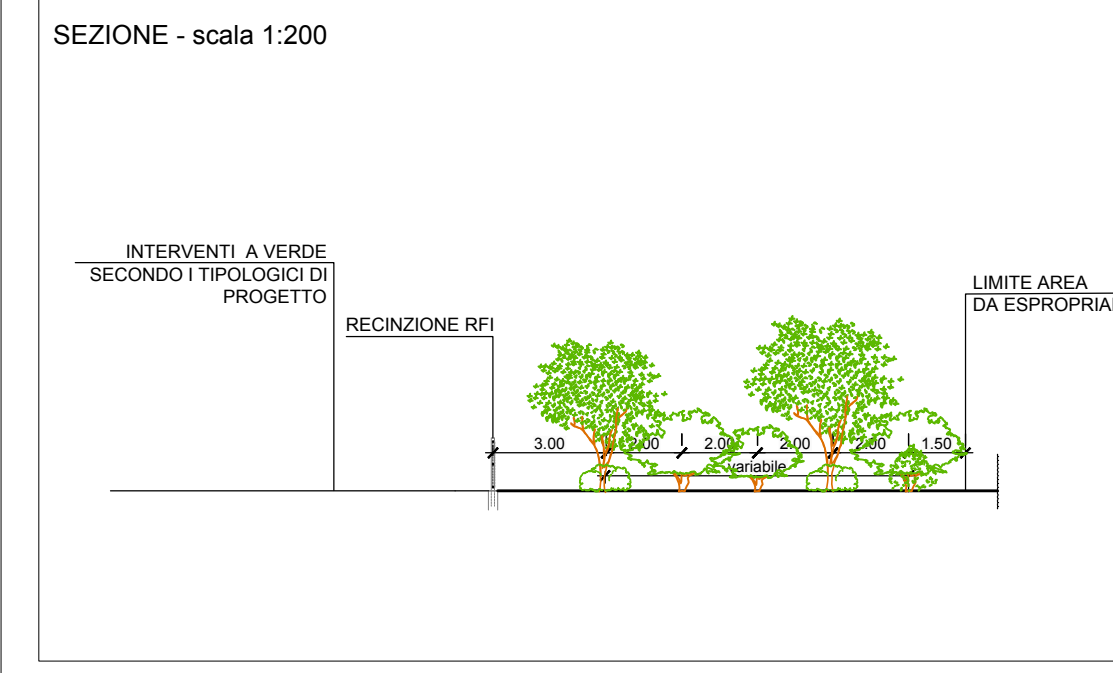 SEZIONE - scala 1:200
INTERVENTI A VERDE
SECONDO I TIPOLOGICI DI
PROGETTO
RECINZIONE RFI
LIMITE AREA
3.00 2.00 2.00 2.00 2.00 1.50
variabile